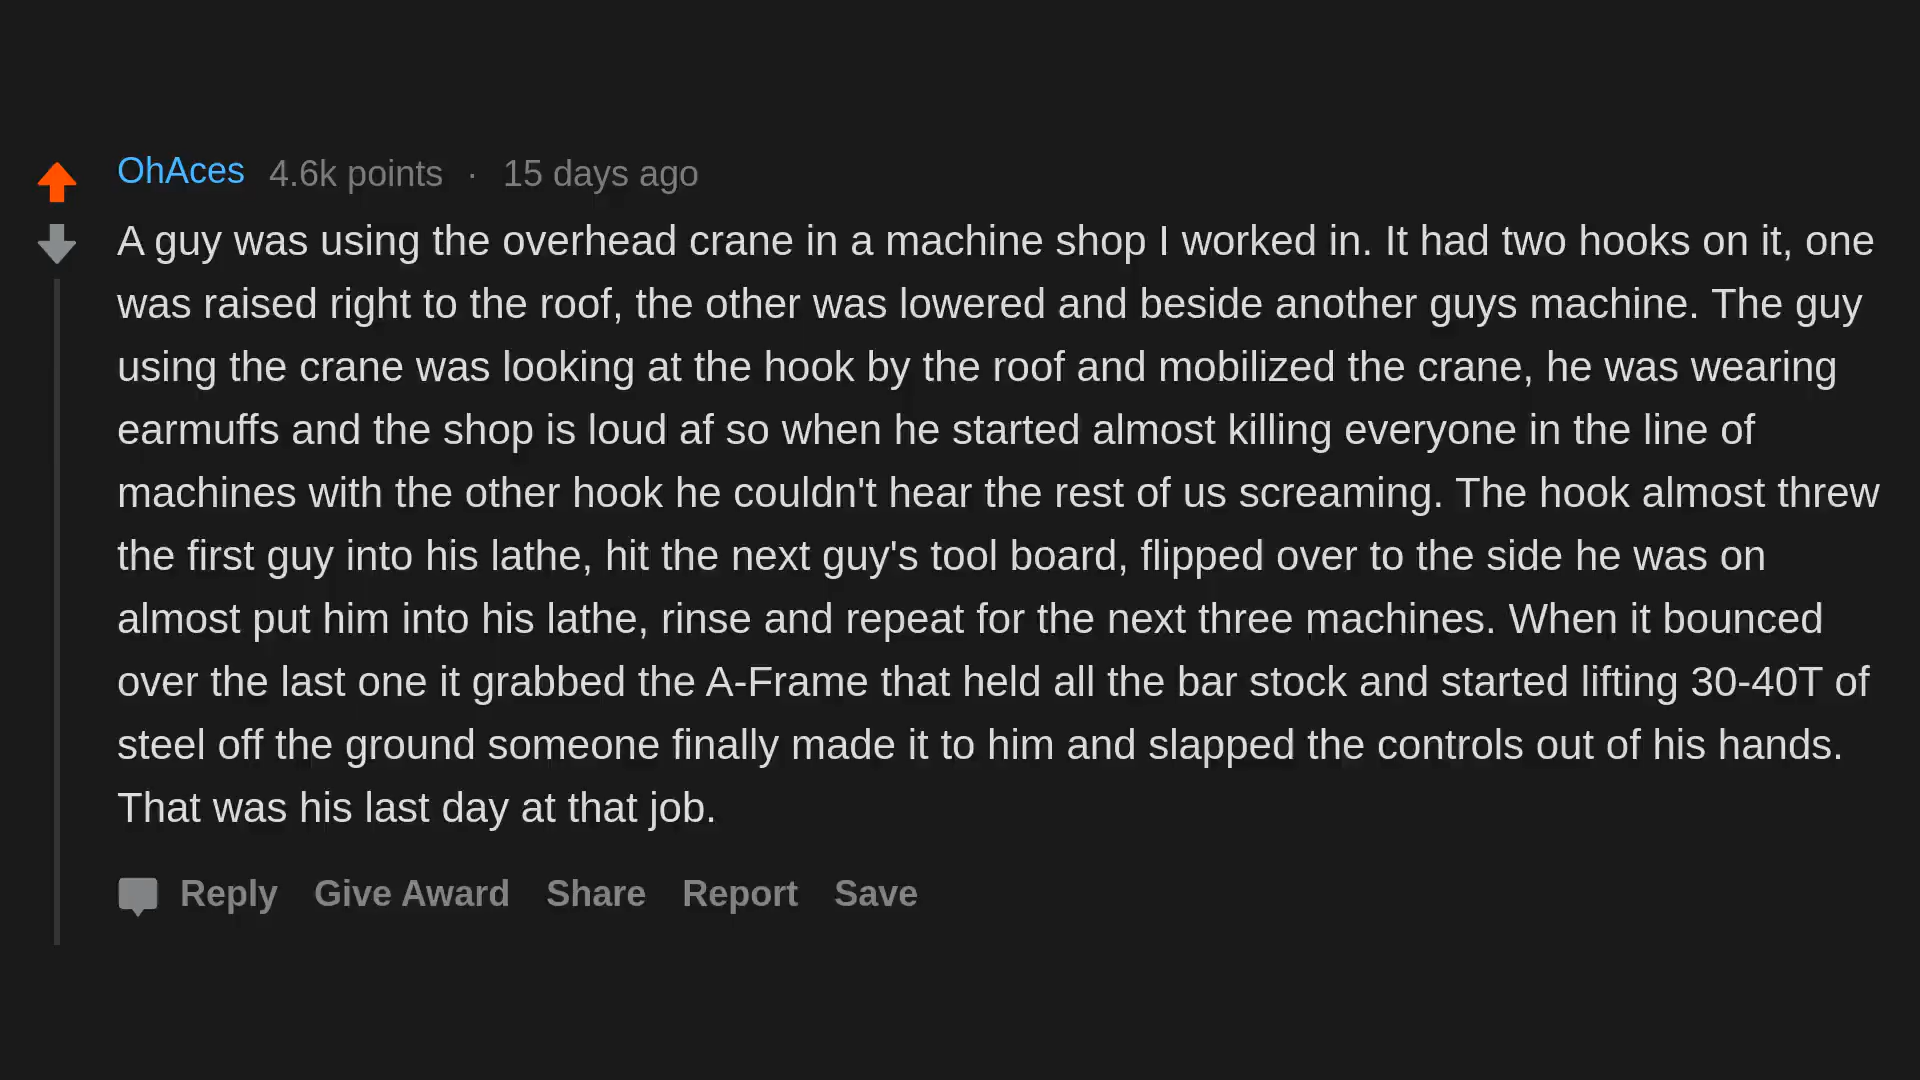 OhAces 4.6k points · 15 days ago
A guy was using the overhead crane in a machine shop I worked in. It had two hooks on it, one
was raised right to the roof, the other was lowered and beside another guys machine. The guy
using the crane was looking at the hook by the roof and mobilized the crane, he was wearing
earmuffs and the shop is loud af so when he started almost killing everyone in the line of
machines with the other hook he couldn't hear the rest of us screaming. The hook almost threw
the first guy into his lathe, hit the next guy's tool board, flipped over to the side he was on
almost put him into his lathe, rinse and repeat for the next three machines. When it bounced
over the last one it grabbed the A-Frame that held all the bar stock and started lifting 30-40T of
steel off the ground someone finally made it to him and slapped the controls out of his hands.
That was his last day at that job.
Reply Give Award Share Report Save